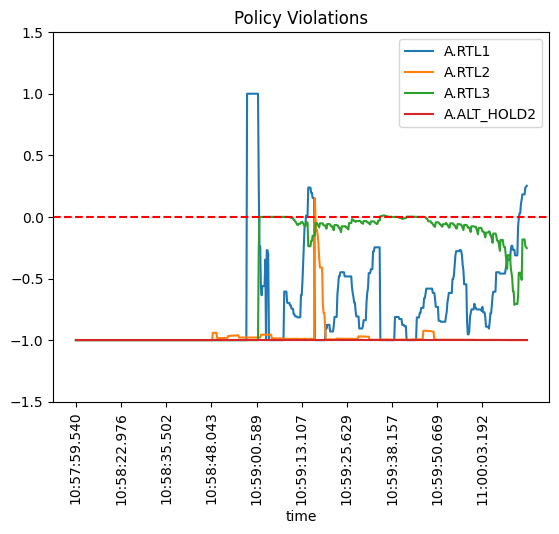 Policy Violations
A.RTL1
A.RTL2
A.RTL3
A.ALT_HOLD2
1.5
1.0
0.5
0.0
−0.5
−1.0
−1.5
10:57:59.540
10:58:22.976
10:58:35.502
10:58:48.043
10:59:00.589
10:59:13.107
10:59:25.629
10:59:38.157
10:59:50.669
11:00:03.192
time